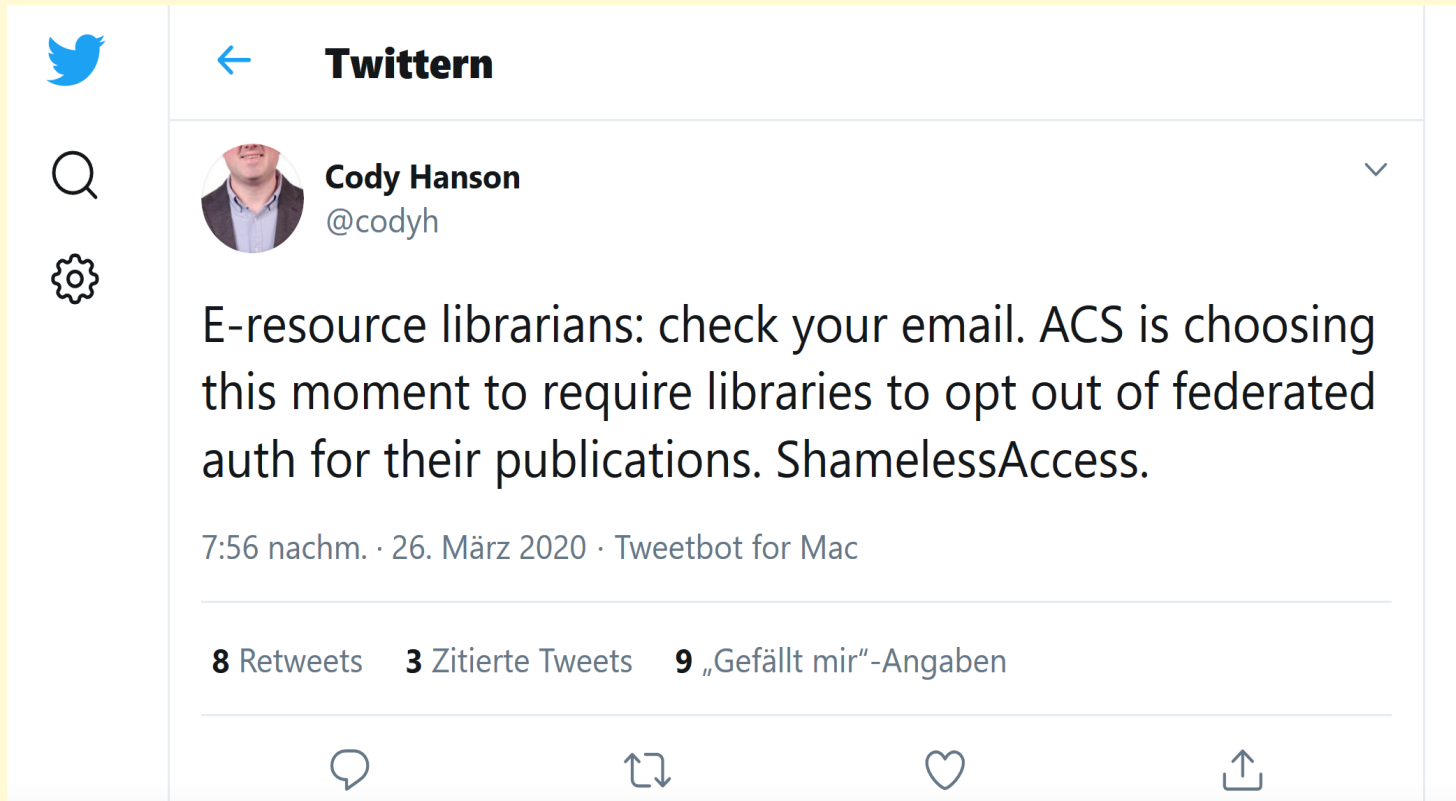 Twittern
Cody Hanson
@codyh
E-resource librarians: check your email. ACS is choosing
this moment to require libraries to opt out of federated
auth for their publications. ShamelessAccess.
7:56 nachm. · 26. März 2020 · Tweetbot for Mac
8 Retweets 3 Zitierte Tweets 9 „Gefällt mir“-Angaben